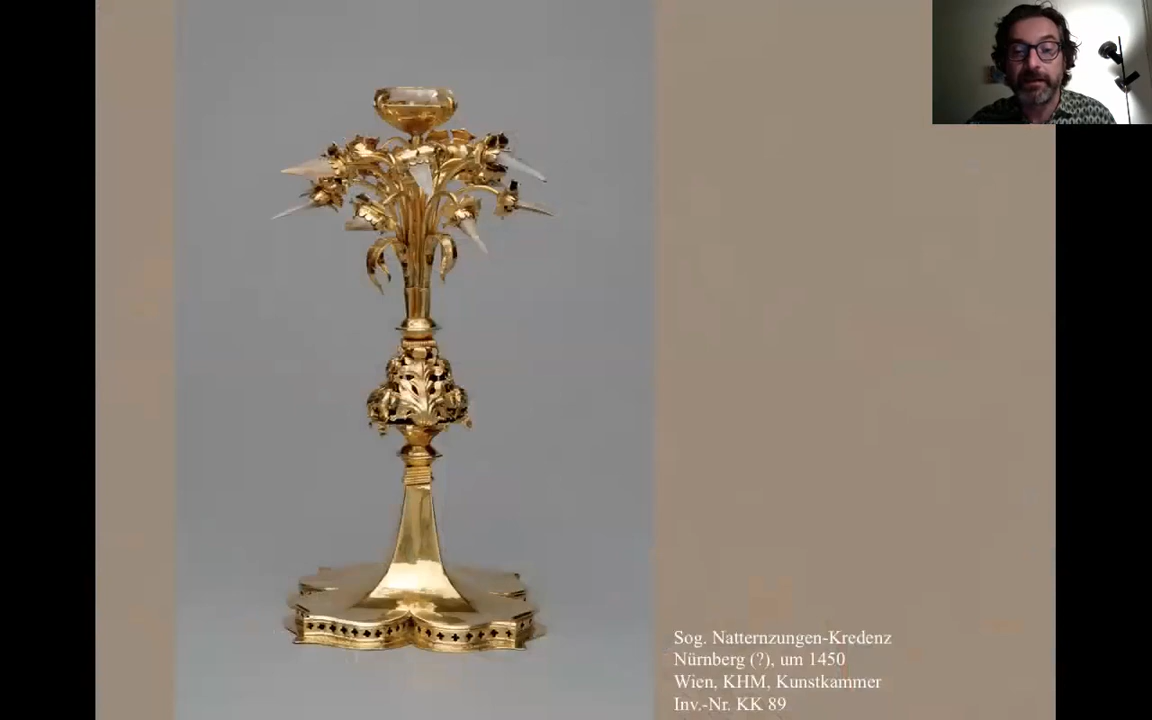 Sog. Natternzungen-Kredenz
Nürnberg (?), um 1450
Wien, KHM, Kunstkammer
Inv.-Nr. KK 89